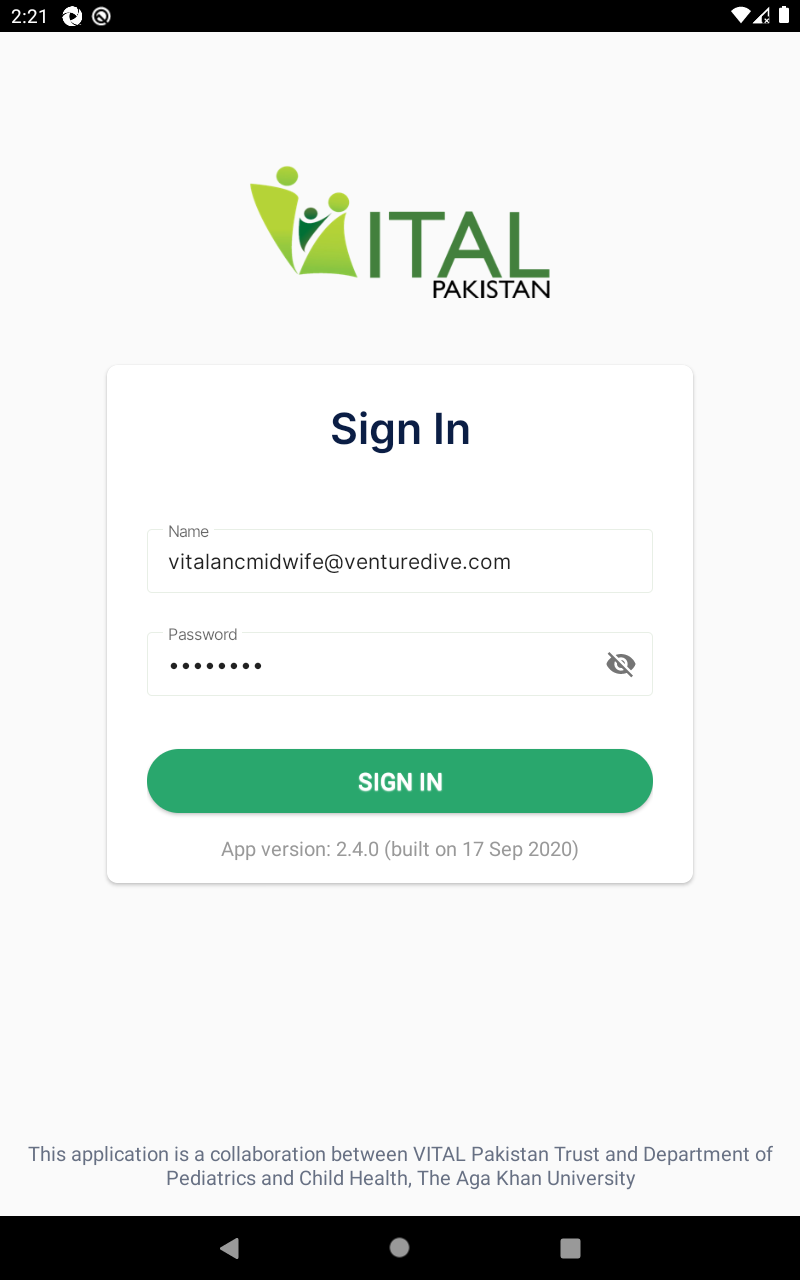 2:21
VITAL
PAKISTAN
Sign In
Name
vitalancmidwife@venturedive.com
Password
••••••••
SIGN IN
App version: 2.4.0 (built on 17 Sep 2020)
This application is a collaboration between VITAL Pakistan Trust and Department of
Pediatrics and Child Health, The Aga Khan University